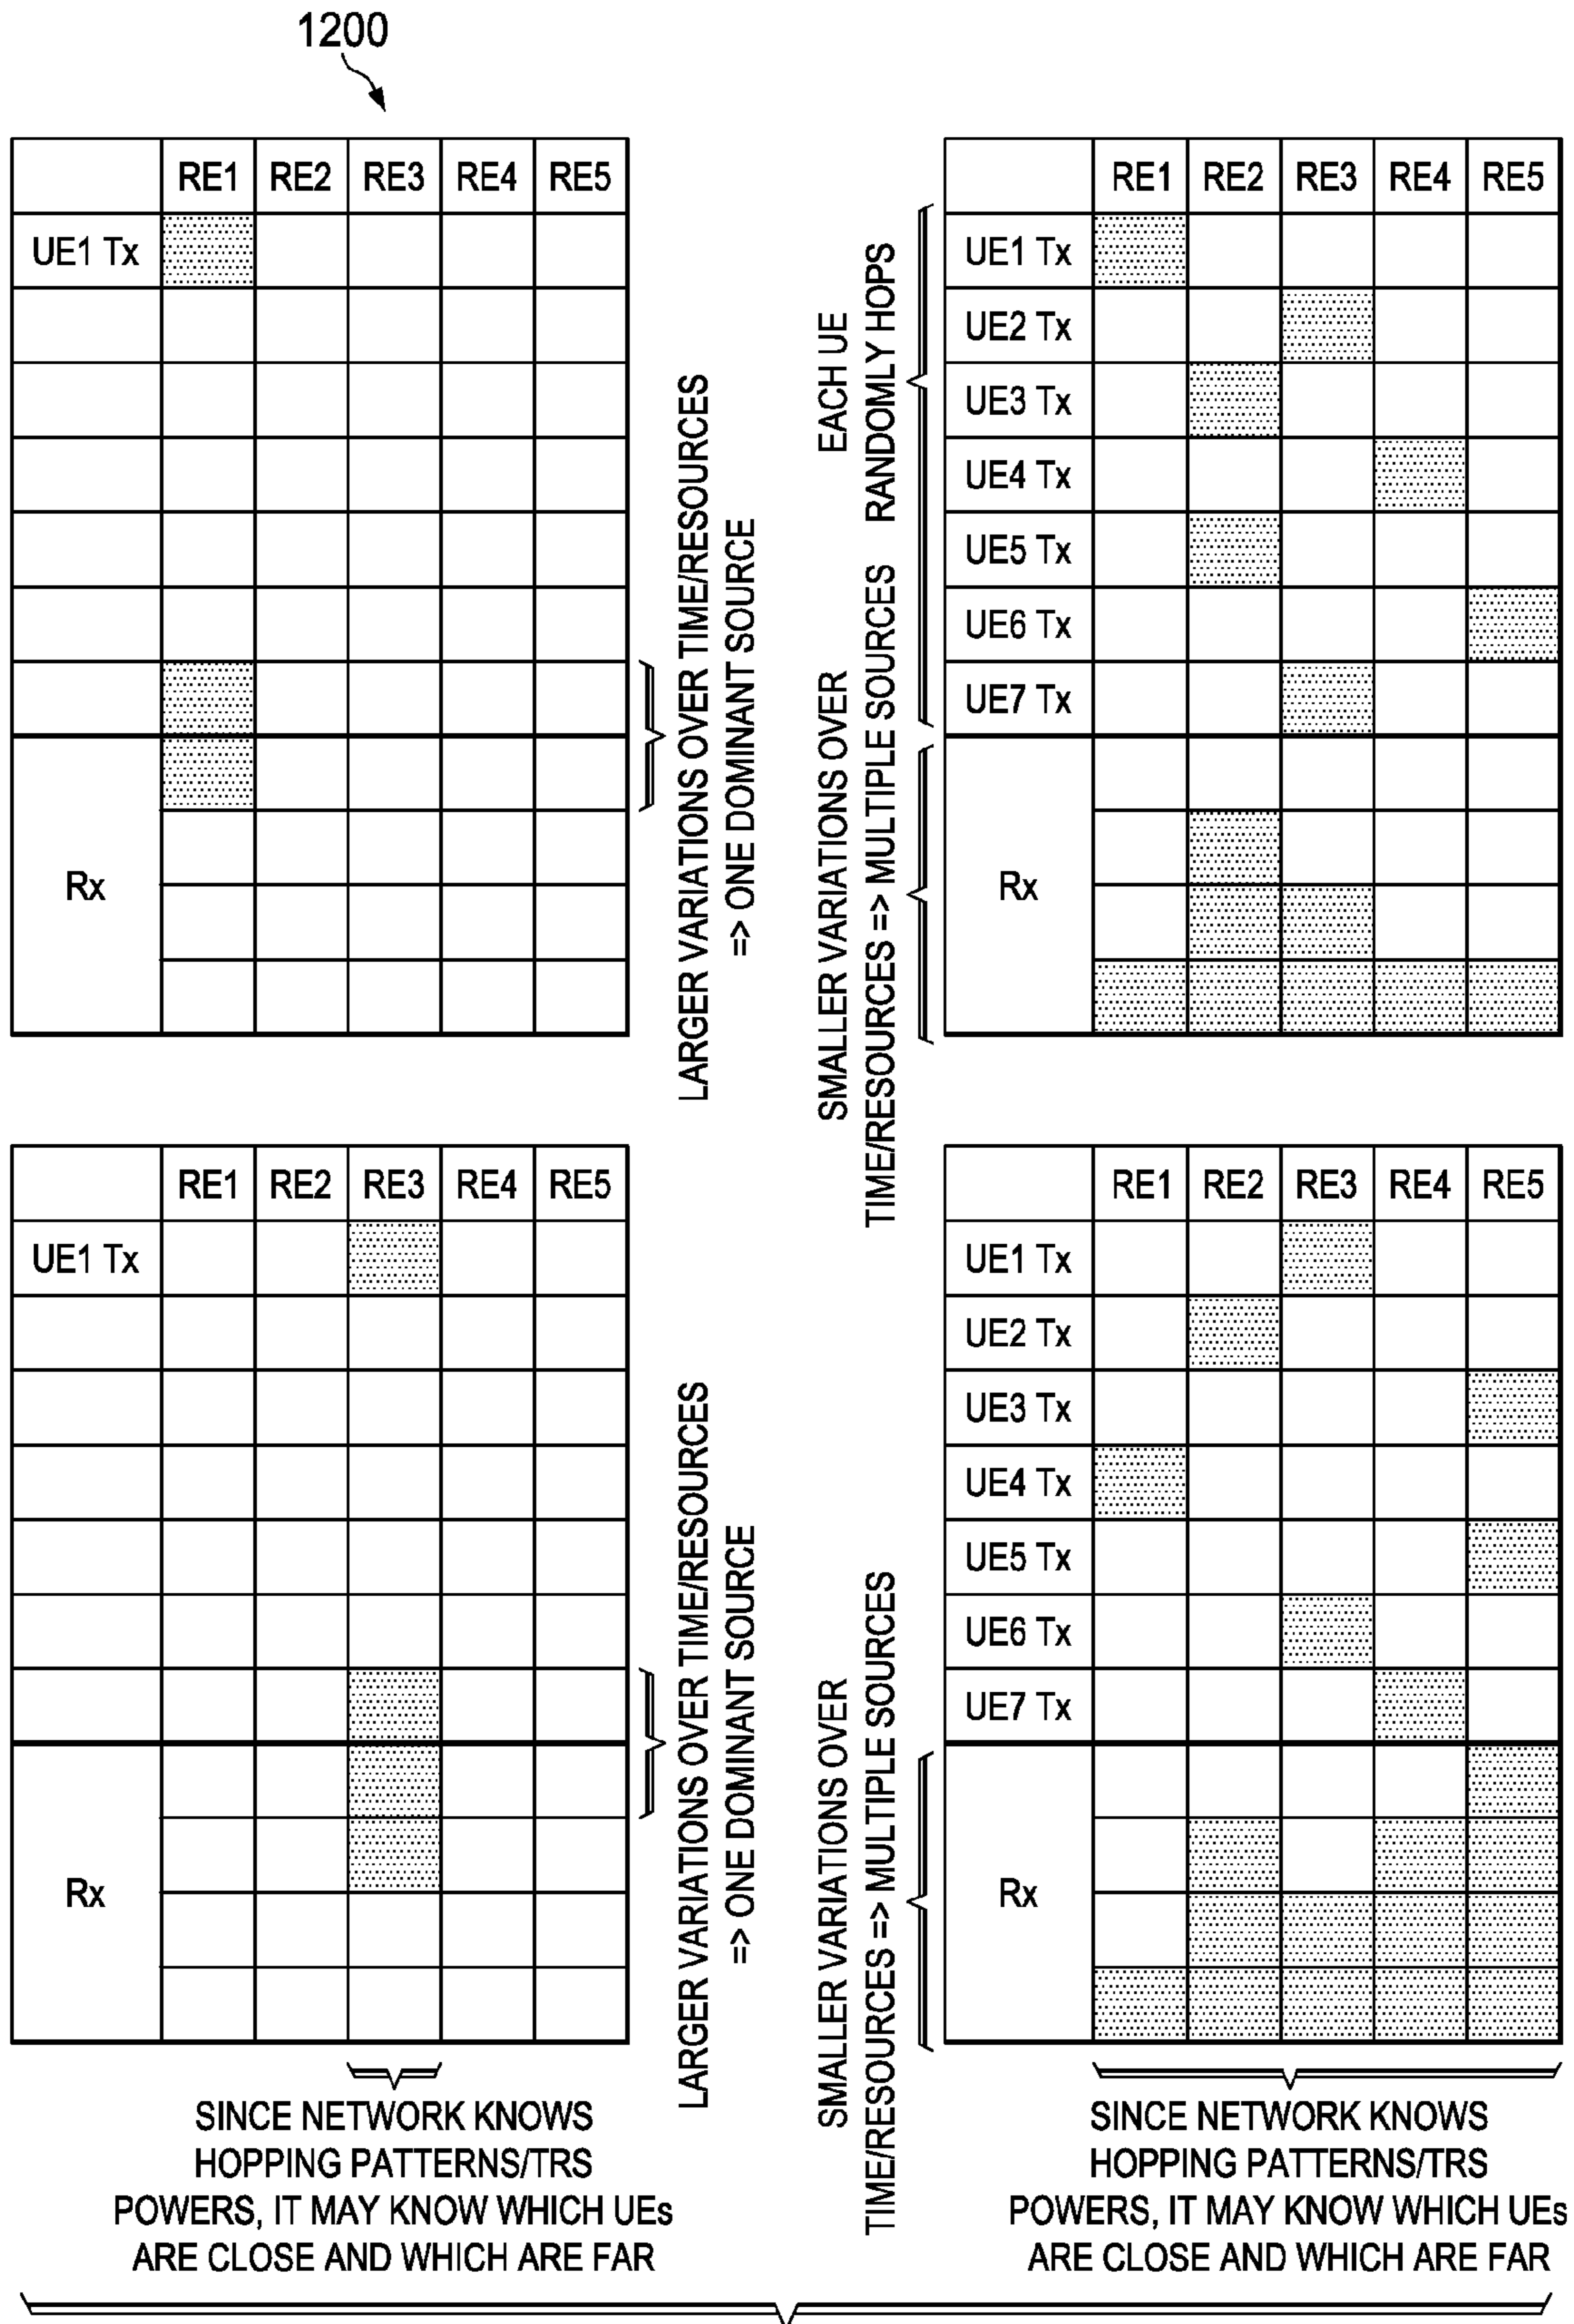 1200
RE1 RE2 RE3 RE4 RE5
UE1 Tx
Rx
LARGER VARIATIONS OVER TIME/RESOURCES
=> ONE DOMINANT SOURCE
EACH UE
RANDOMLY HOPS
SMALLER VARIATIONS OVER
TIME/RESOURCES => MULTIPLE SOURCES
RE1 RE2 RE3 RE4 RE5
UE1 Tx
UE2 Tx
UE3 Tx
UE4 Tx
UE5 Tx
UE6 Tx
UE7 Tx
Rx
RE1 RE2 RE3 RE4 RE5
UE1 Tx
Rx
LARGER VARIATIONS OVER TIME/RESOURCES
=> ONE DOMINANT SOURCE
SINCE NETWORK KNOWS
HOPPING PATTERNS/TRS
POWERS, IT MAY KNOW WHICH UEs
ARE CLOSE AND WHICH ARE FAR
SMALLER VARIATIONS OVER
TIME/RESOURCES => MULTIPLE SOURCES
RE1 RE2 RE3 RE4 RE5
UE1 Tx
UE2 Tx
UE3 Tx
UE4 Tx
UE5 Tx
UE6 Tx
UE7 Tx
Rx
SINCE NETWORK KNOWS
HOPPING PATTERNS/TRS
POWERS, IT MAY KNOW WHICH UEs
ARE CLOSE AND WHICH ARE FAR